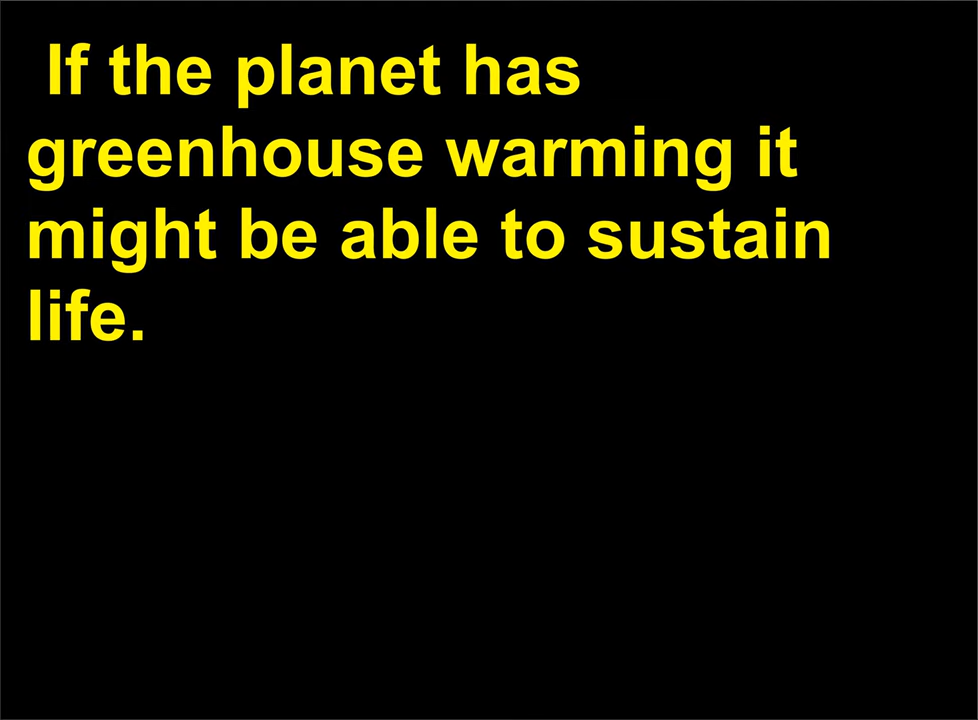 If the planet has
greenhouse warming it
might be able to sustain
life.